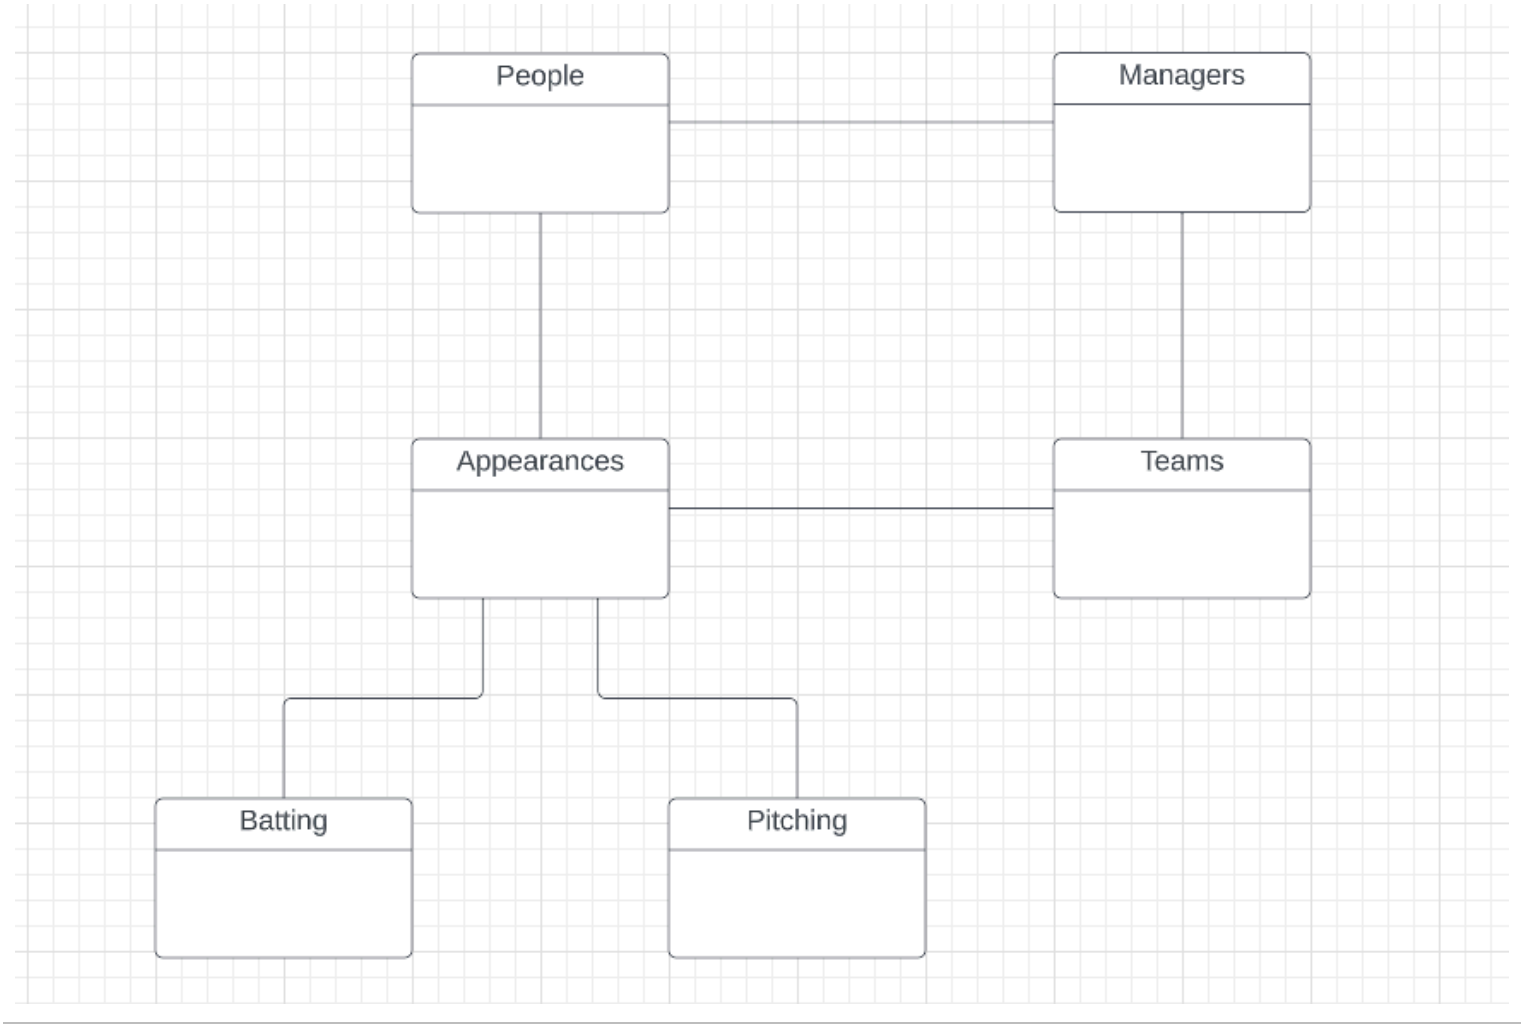 People
Managers
Appearances
Teams
Batting
Pitching